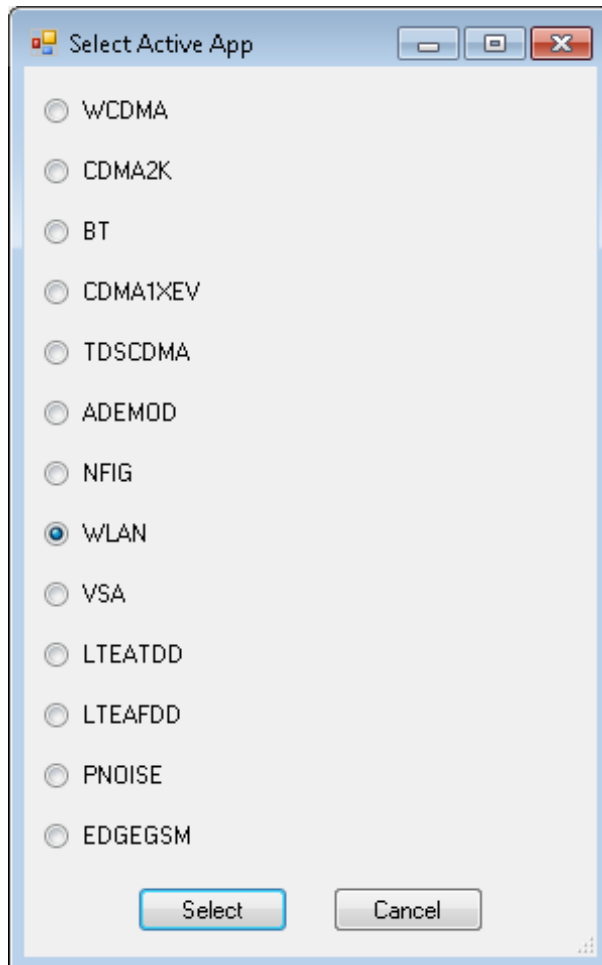 Select Active App
WCDMA
CDMA2K
BT
CDMA1XEV
TDSCDMA
ADEMOD
NFIG
WLAN
VSA
LTEATDD
LTEAFDD
PNOISE
EDGEGSM
Select Cancel